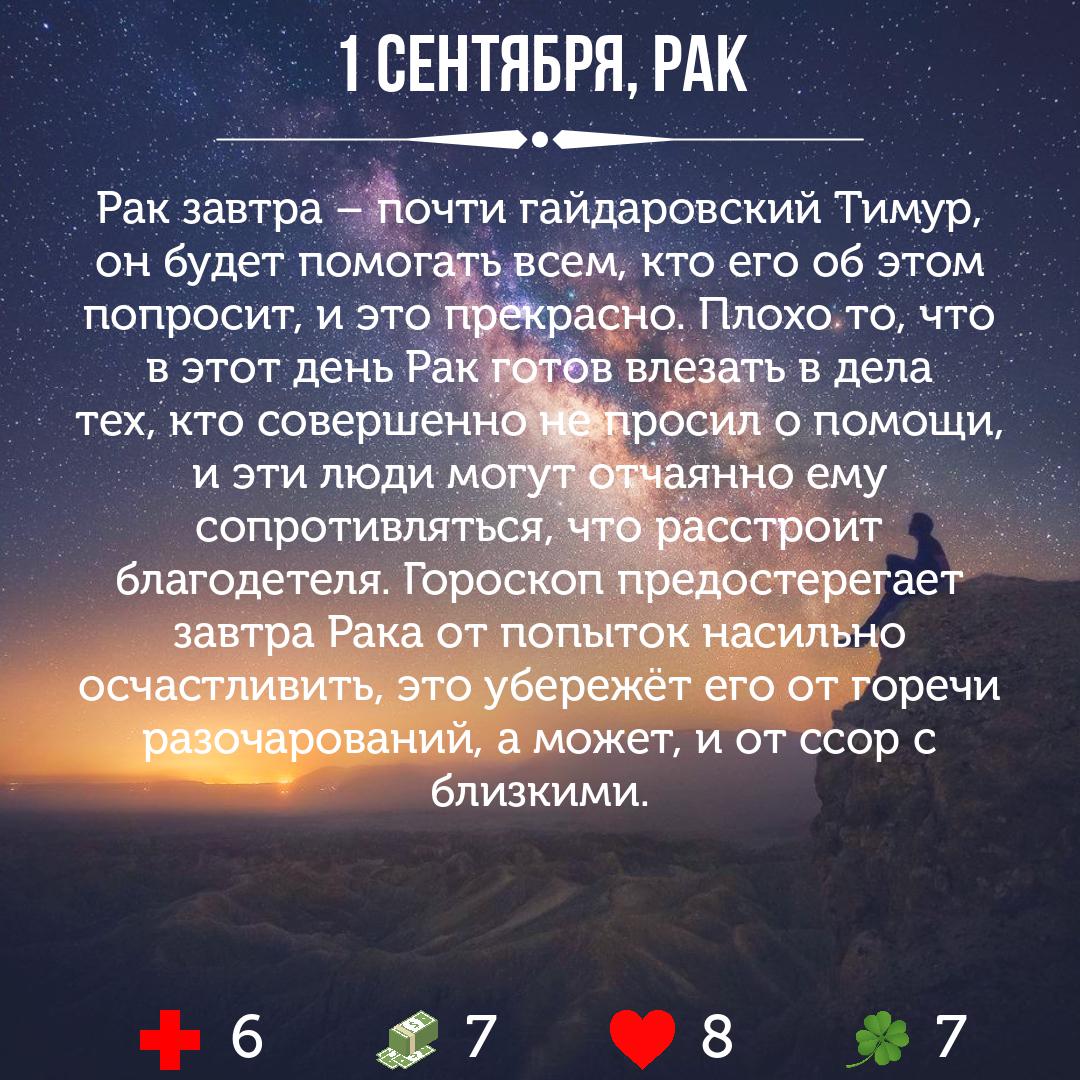 1 СЕНТЯБРЯ, РАК
Рак завтра – почти гайдаровский Тимур,
он будет помогать всем, кто его об этом
попросит, и это прекрасно. Плохо то, что
в этот день Рак готов влезать в дела
тех, кто совершенно не просил о помощи,
и эти люди могут отчаянно ему
сопротивляться, что расстроит
благодетеля. Гороскоп предостерегает
завтра Рака от попыток насильно
осчастливить, это убережёт его от горечи
разочарований, а может, и от ссор с
близкими.
6 7 8 7